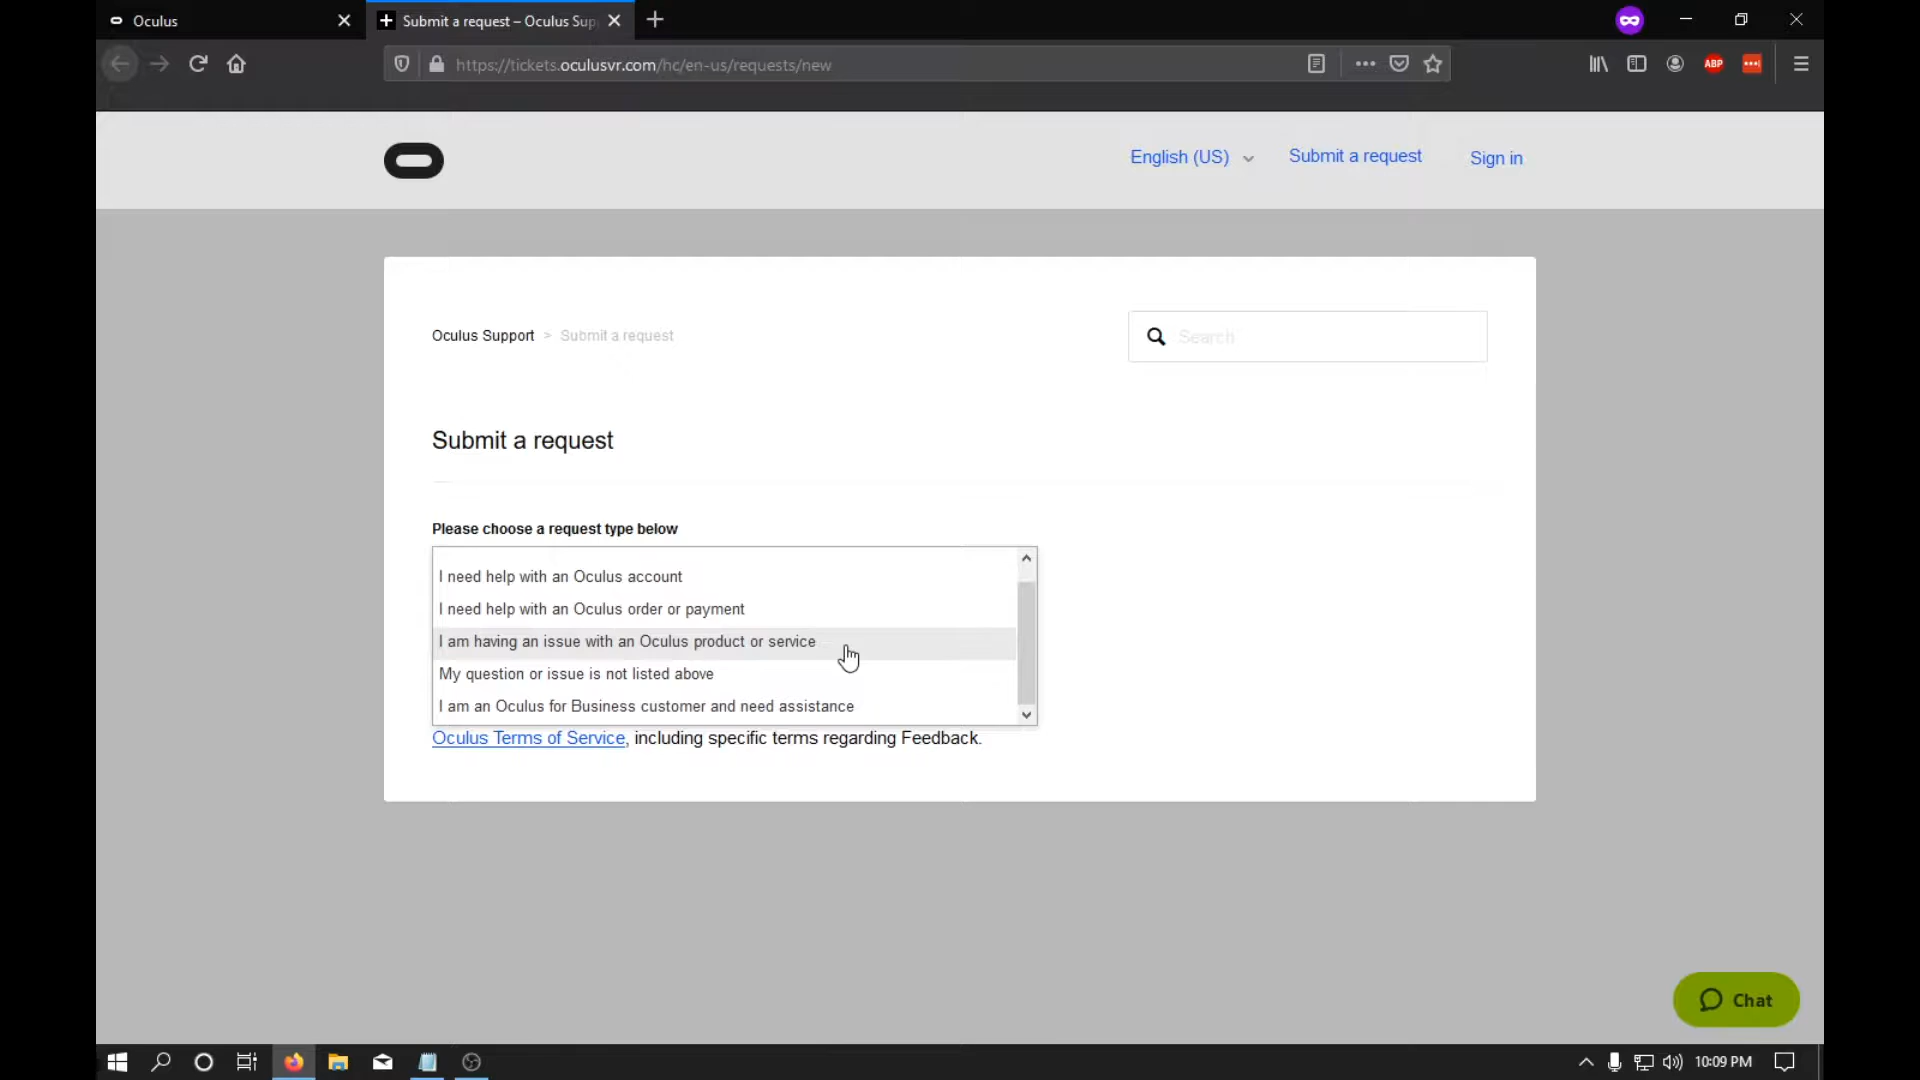 Oculus
Submit a request – Oculus Sup
https://tickets.oculusvr.com/hc/en-us/requests/new
ABP
English (US)
Submit a request
Sign in
Oculus Support > Submit a request
Search
Submit a request
Please choose a request type below
I need help with an Oculus account
I need help with an Oculus order or payment
I am having an issue with an Oculus product or service
My question or issue is not listed above
I am an Oculus for Business customer and need assistance
Oculus Terms of Service, including specific terms regarding Feedback.
Chat
10:09 PM